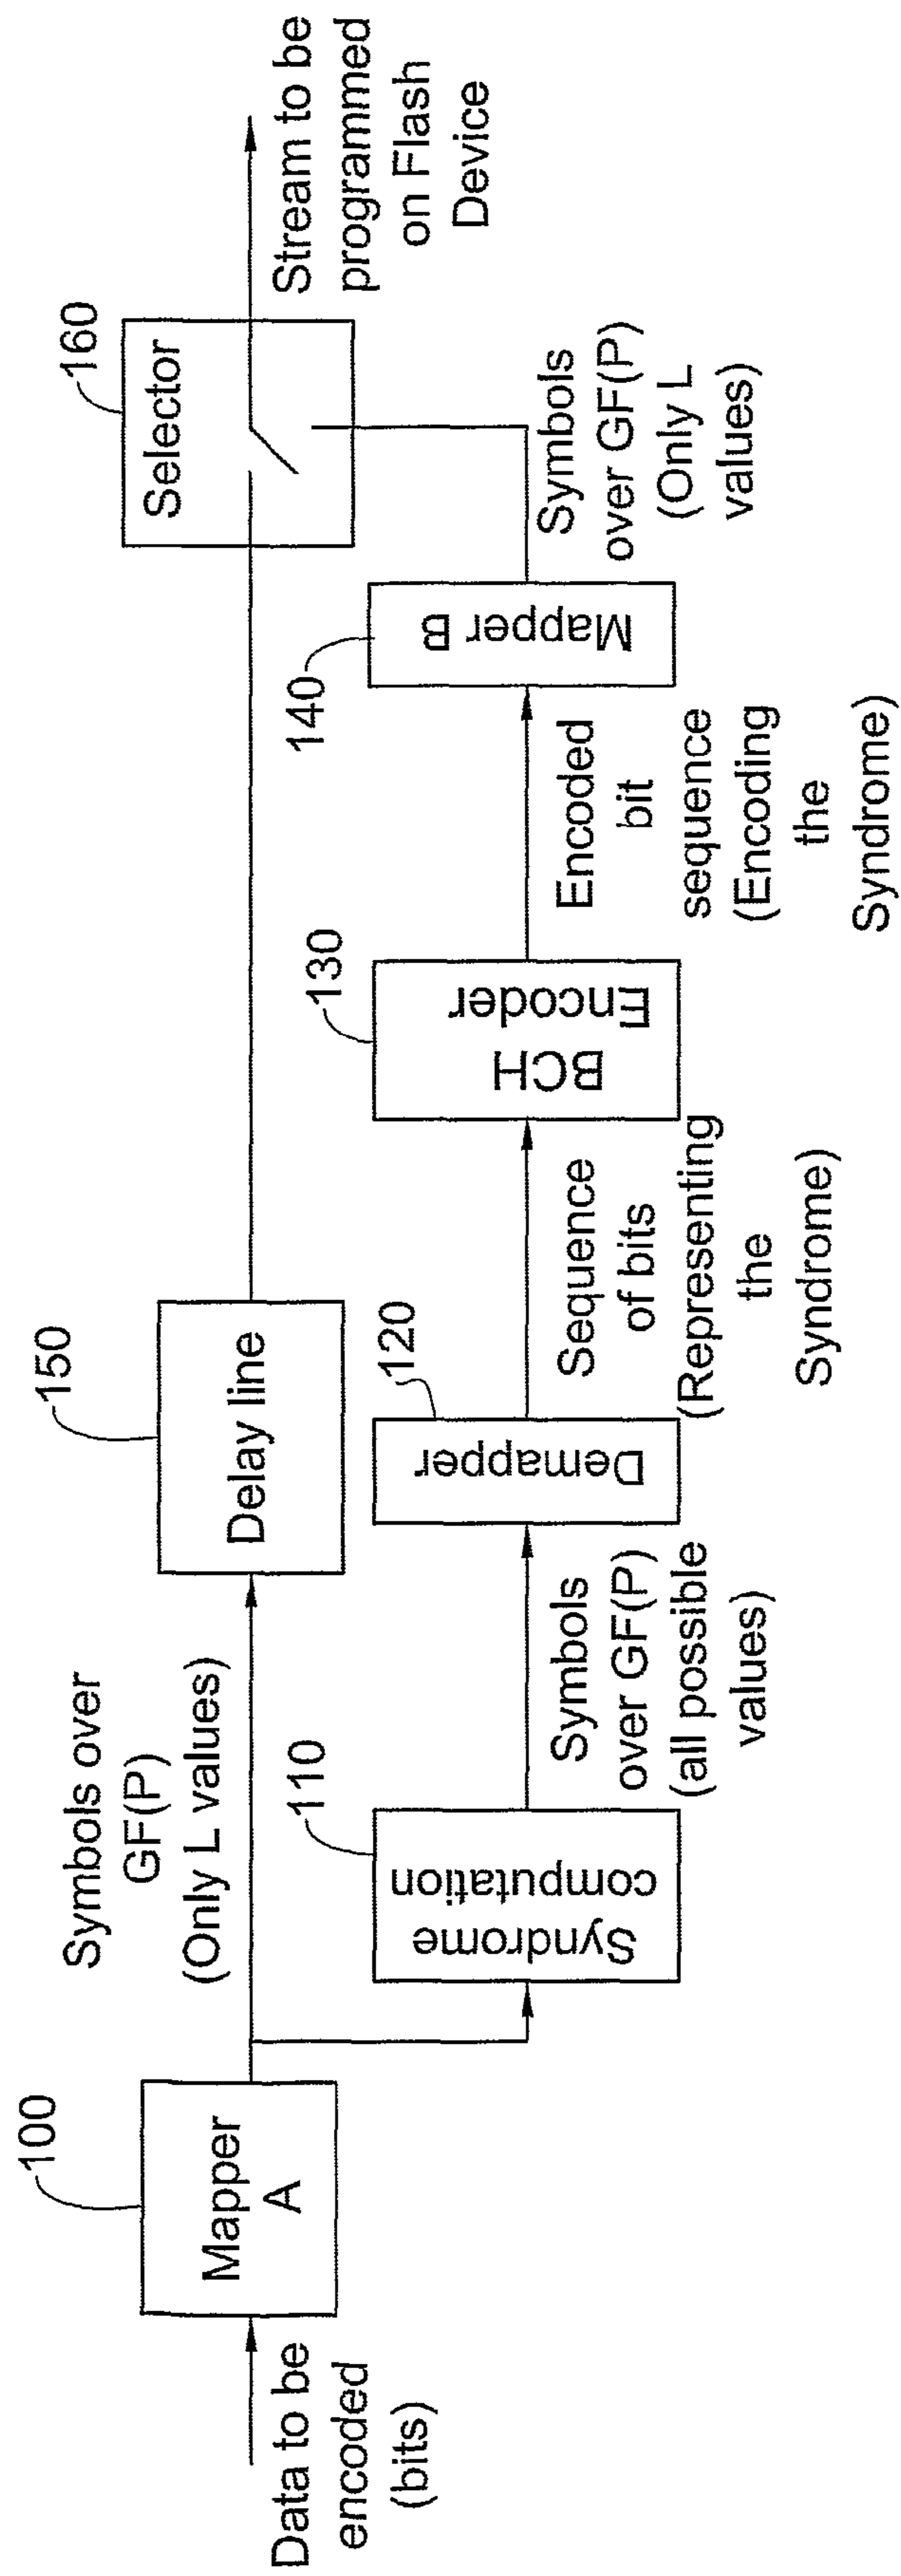 Data to be
encoded
(bits)
100
Mapper
A
Symbols over
GF(P)
(Only L values)
110
Syndrome
computation
Symbols
over GF(P)
(all possible
values)
150
Delay line
120
Demapper
Sequence
of bits
(Representing
the
Syndrome)
130
BCH
Encoder
Encoded
bit
sequence
(Encoding
the
Syndrome)
140
Mapper B
Symbols
over GF(P)
(Only L
values)
160
Selector
Stream to be
programmed
on Flash
Device